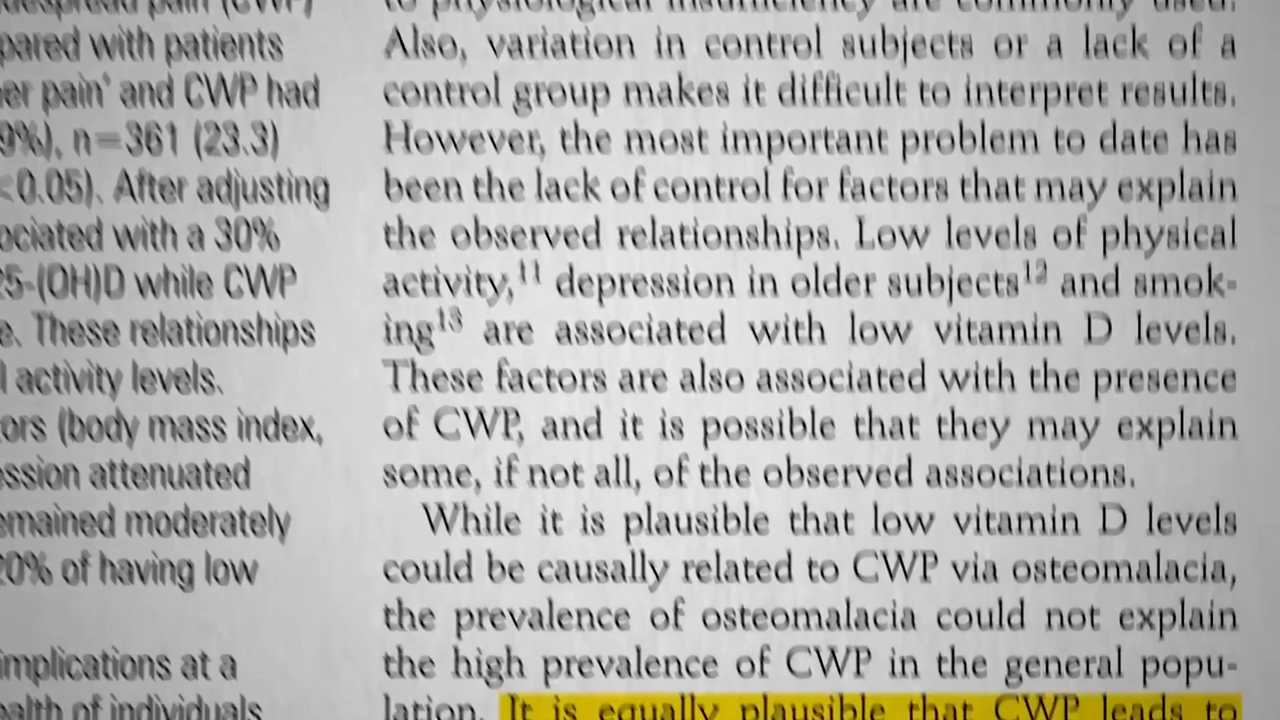 pared with patients
pain' and CWP had
n=361 (23.3)
<0.05). After adjusting
with a 30%
25-(OH)D while CWP
These relationships
activity levels.
(body mass index,
attenuated
moderately
20% of having low
implications at a
of individuals
to physiological insufficiency are commonly used.
Also, variation in control subjects or a lack of a
control group makes it difficult to interpret results.
However, the most important problem to date has
been the lack of control for factors that may explain
the observed relationships. Low levels of physical
activity,11 depression in older subjects12 and smok-
ing13 are associated with low vitamin D levels.
These factors are also associated with the presence
of CWP, and it is possible that they may explain
some, if not all, of the observed associations.
While it is plausible that low vitamin D levels
could be causally related to CWP via osteomalacia,
the prevalence of osteomalacia could not explain
the high prevalence of CWP in the general popu-
lation. It is equally plausible that CWP leads to